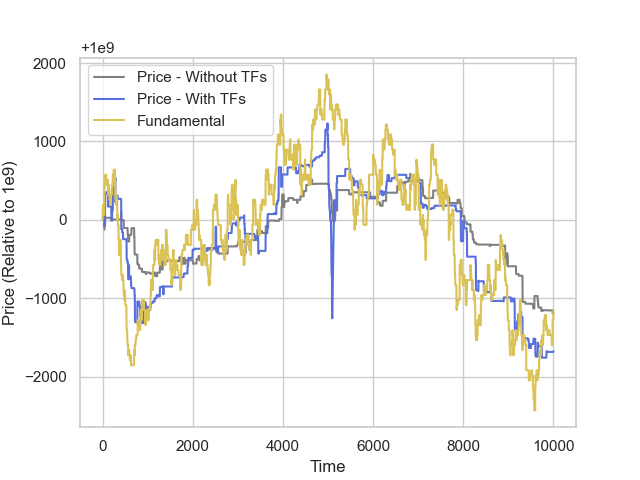 +1e9
2000
1000
0
−1000
−2000
Price (Relative to 1e9)
Price - Without TFs
Price - With TFs
Fundamental
0
2000
4000
6000
8000
10000
Time